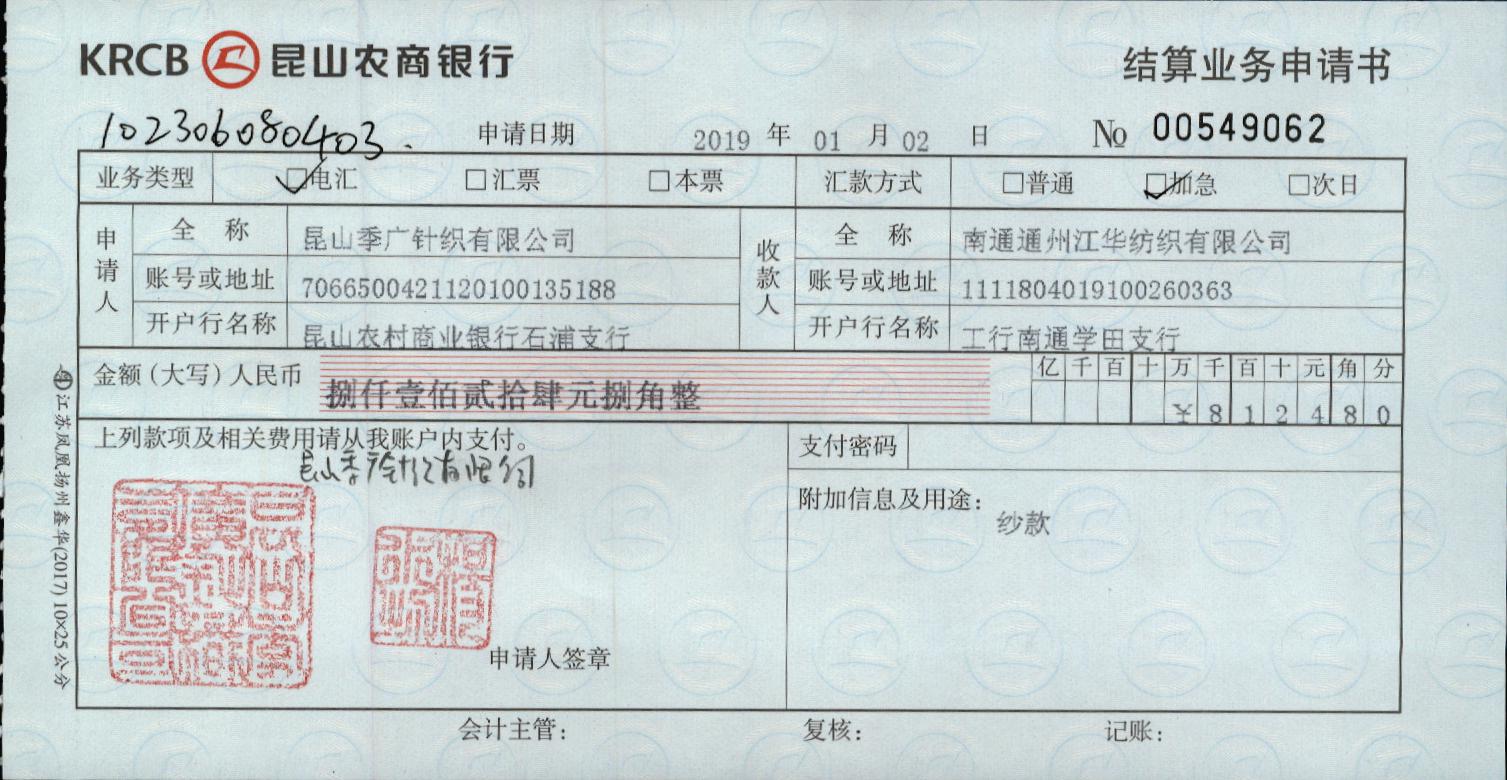 KRCB 昆山农商银行
结算业务申请书
102306080403.
申请日期 2019 年 01 月 02 日
№ 00549062
业务类型 □电汇 □汇票 □本票 汇款方式 □普通 □加急 □次日
申请人 全称 昆山季广针织有限公司 收款人 全称 南通通州江华纺织有限公司
账号或地址 7066500421120100135188 账号或地址 1111804019100260363
开户行名称 昆山农村商业银行石浦支行 开户行名称 工行南通学田支行
金额(大写)人民币 捌仟壹佰贰拾肆元捌角整
亿 千 百 十 万 千 百 十 元 角 分
¥ 8 1 2 4 8 0
上列款项及相关费用请从我账户内支付。
支付密码
昆山季广针织有限公司
附加信息及用途:
纱款
申请人签章
会计主管: 复核: 记账:
江苏凤凰扬州鑫华(2017) 10×25公分